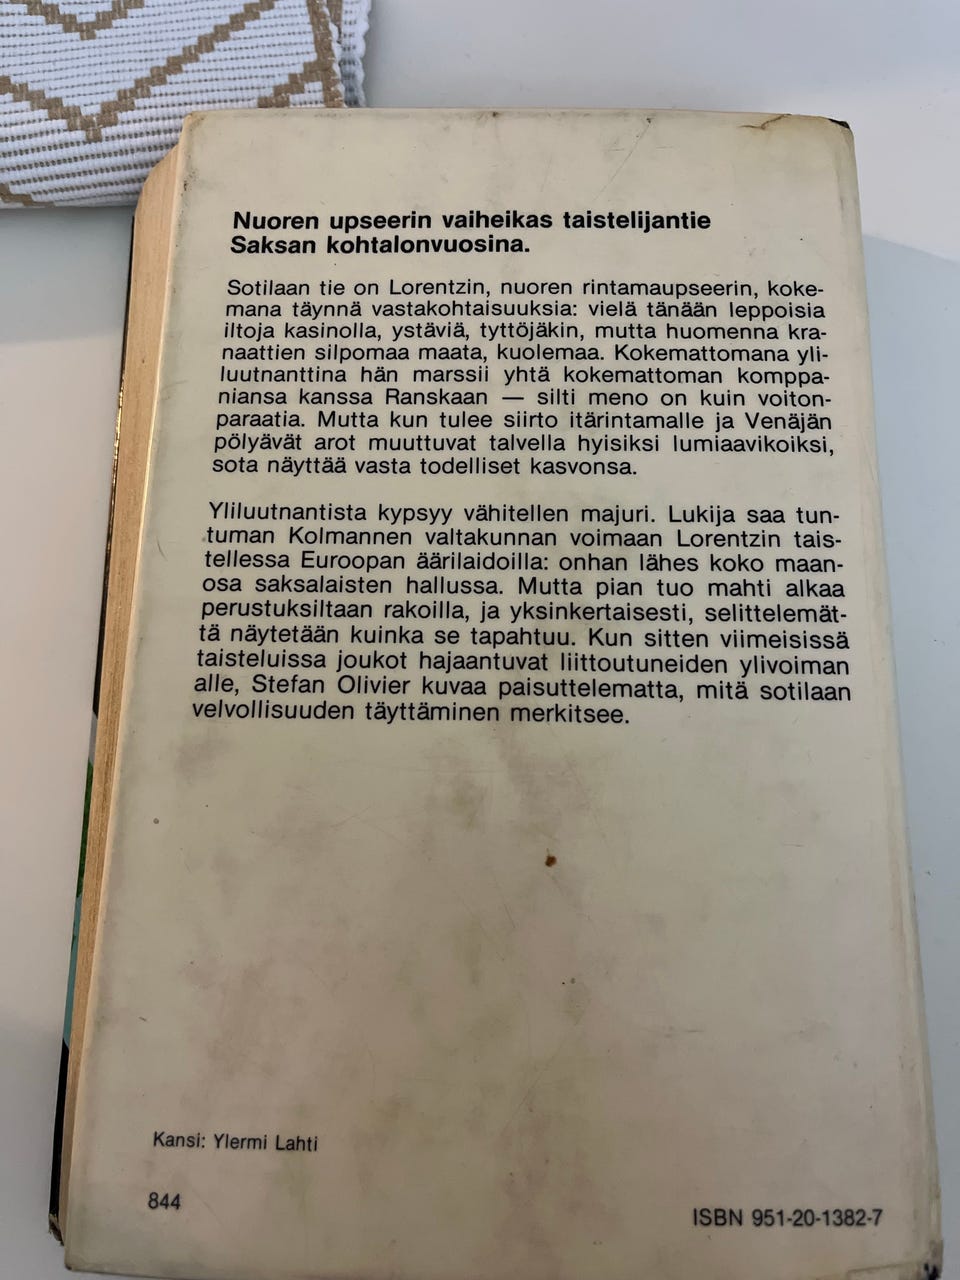 Nuoren upseerin vaiheikas taistelijantie
Saksan kohtalonvuosina.
Sotilaan tie on Lorentzin, nuoren rintamaupseerin, koke-
mana täynnä vastakohtaisuuksia: vielä tänään leppoisia
iltoja kasinolla, ystäviä, tyttöjäkin, mutta huomenna kra-
naattien silpomaa maata, kuolemaa. Kokemattomana yli-
luutnanttina hän marssii yhtä kokemattoman komppa-
niansa kanssa Ranskaan — silti meno on kuin voiton-
paraatia. Mutta kun tulee siirto itärintamalle ja Venäjän
pölyävät arot muuttuvat talvella hyisiksi lumiaavikoiksi,
sota näyttää vasta todelliset kasvonsa.
Yliluutnantista kypsyy vähitellen majuri. Lukija saa tun-
tuman Kolmannen valtakunnan voimaan Lorentzin tais-
tellessa Euroopan äärilaidoilla: onhan lähes koko maan-
osa saksalaisten hallussa. Mutta pian tuo mahti alkaa
perustuksiltaan rakoilla, ja yksinkertaisesti, selittelemät-
tä näytetään kuinka se tapahtuu. Kun sitten viimeisissä
taisteluissa joukot hajaantuvat liittoutuneiden ylivoiman
alle, Stefan Olivier kuvaa paisuttelematta, mitä sotilaan
velvollisuuden täyttäminen merkitsee.
Kansi: Ylermi Lahti
844
ISBN 951-20-1382-7